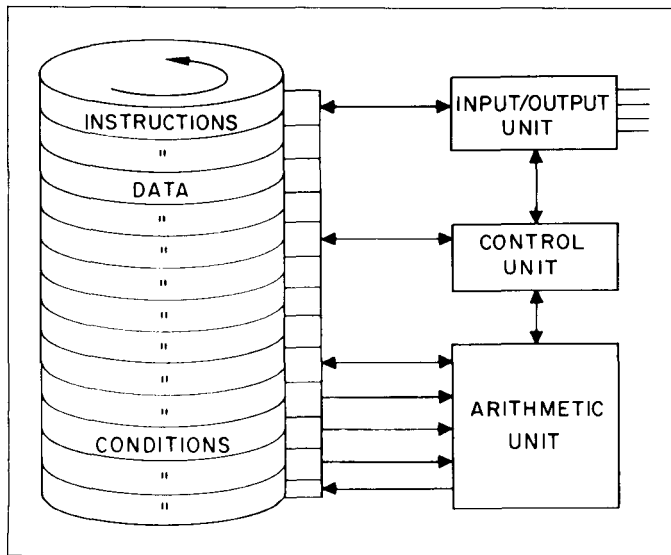 INSTRUCTIONS
"
DATA
"
"
"
"
"
"
CONDITIONS
"
"
INPUT/OUTPUT
UNIT
CONTROL
UNIT
ARITHMETIC
UNIT